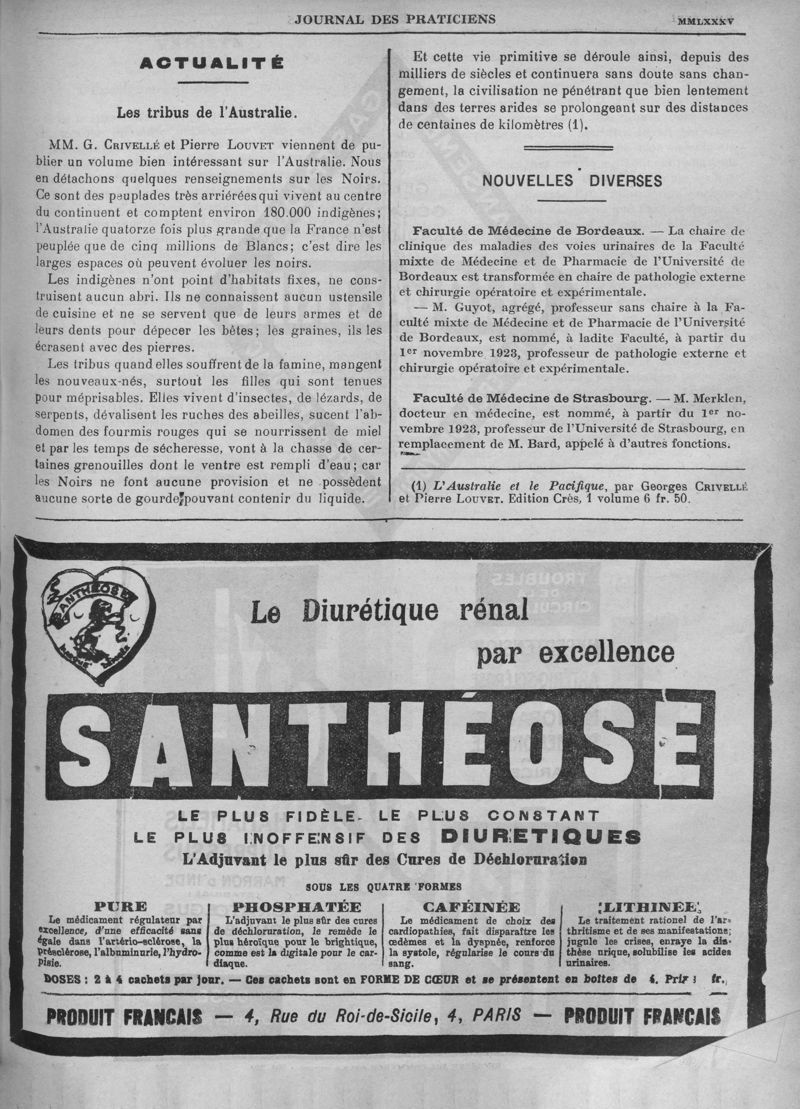 JOURNAL DES PRATICIENS
MMLXXXV
ACTUALITÉ
Les tribus de l'Australie.
MM. G. CRIVELLÉ et Pierre LOUVET viennent de pu-
blier un volume bien intéressant sur l'Australie. Nous
en détachons quelques renseignements sur les Noirs.
Ce sont des peuplades très arriérées qui vivent au centre
du continent et comptent environ 180.000 indigènes;
l'Australie quatorze fois plus grande que la France n'est
peuplée que de cinq millions de Blancs; c'est dire les
larges espaces où peuvent évoluer les noirs.
Les indigènes n'ont point d'habitats fixes, ne cons-
truisent aucun abri. Ils ne connaissent aucun ustensile
de cuisine et ne se servent que de leurs armes et de
leurs dents pour dépecer les bêtes; les graines, ils les
écrasent avec des pierres.
Les tribus quand elles souffrent de la famine, mangent
les nouveaux-nés, surtout les filles qui sont tenues
pour méprisables. Elles vivent d'insectes, de lézards, de
serpents, dévalisent les ruches des abeilles, sucent l'ab-
domen des fourmis rouges qui se nourrissent de miel
et par les temps de sécheresse, vont à la chasse de cer-
taines grenouilles dont le ventre est rempli d'eau; car
les Noirs ne font aucune provision et ne possèdent
aucune sorte de gourde pouvant contenir du liquide.
Et cette vie primitive se déroule ainsi, depuis des
milliers de siècles et continuera sans doute sans chan-
gement, la civilisation ne pénétrant que bien lentement
dans des terres arides se prolongeant sur des distances
de centaines de kilomètres (1).
NOUVELLES DIVERSES
Faculté de Médecine de Bordeaux. — La chaire de
clinique des maladies des voies urinaires de la Faculté
mixte de Médecine et de Pharmacie de l'Université de
Bordeaux est transformée en chaire de pathologie externe
et chirurgie opératoire et expérimentale.
— M. Guyot, agrégé, professeur sans chaire à la Fa-
culté mixte de Médecine et de Pharmacie de l'Université
de Bordeaux, est nommé, à ladite Faculté, à partir du
1er novembre 1923, professeur de pathologie externe et
chirurgie opératoire et expérimentale.
Faculté de Médecine de Strasbourg. — M. Merklen,
docteur en médecine, est nommé, à partir du 1er no-
vembre 1923, professeur de l'Université de Strasbourg, en
remplacement de M. Bard, appelé à d'autres fonctions.
(1) L'Australie et le Pacifique, par Georges CRIVELLÉ
et Pierre LOUVET. Edition Crès, 1 volume 6 fr. 50.
SANTHÉOSE
Le Diurétique rénal
par excellence
SANTHÉOSE
LE PLUS FIDÈLE - LE PLUS CONSTANT
LE PLUS INOFFENSIF DES DIURETIQUES
L'Adjuvant le plus sûr des Cures de Déchloruration
SOUS LES QUATRE FORMES
PURE
Le médicament régulateur par
excellence, d'une efficacité sans
égale dans l'artério-sclérose, la
présclérose, l'albuminurie, l'hydro-
pisie.
PHOSPHATÉE
L'adjuvant le plus sûr des cures
de déchloruration, le remède le
plus héroïque pour le brightique,
comme est la digitale pour le car-
diaque.
CAFÉINÉE
Le médicament de choix des
cardiopathies, fait disparaître les
œdèmes et la dyspnée, renforce
la systole, régularise le cours du
sang.
LITHINEE
Le traitement rationel de l'ar-
thritisme et de ses manifestations;
jugule les crises, enraye la dia-
thèse urique, solubilise les acides
urinaires.
DOSES : 2 à 4 cachets par jour. — Ces cachets sont en FORME DE CŒUR et se présentent en boîtes de 4. Prix : fr.
PRODUIT FRANÇAIS — 4, Rue du Roi-de-Sicile, 4, PARIS — PRODUIT FRANÇAIS